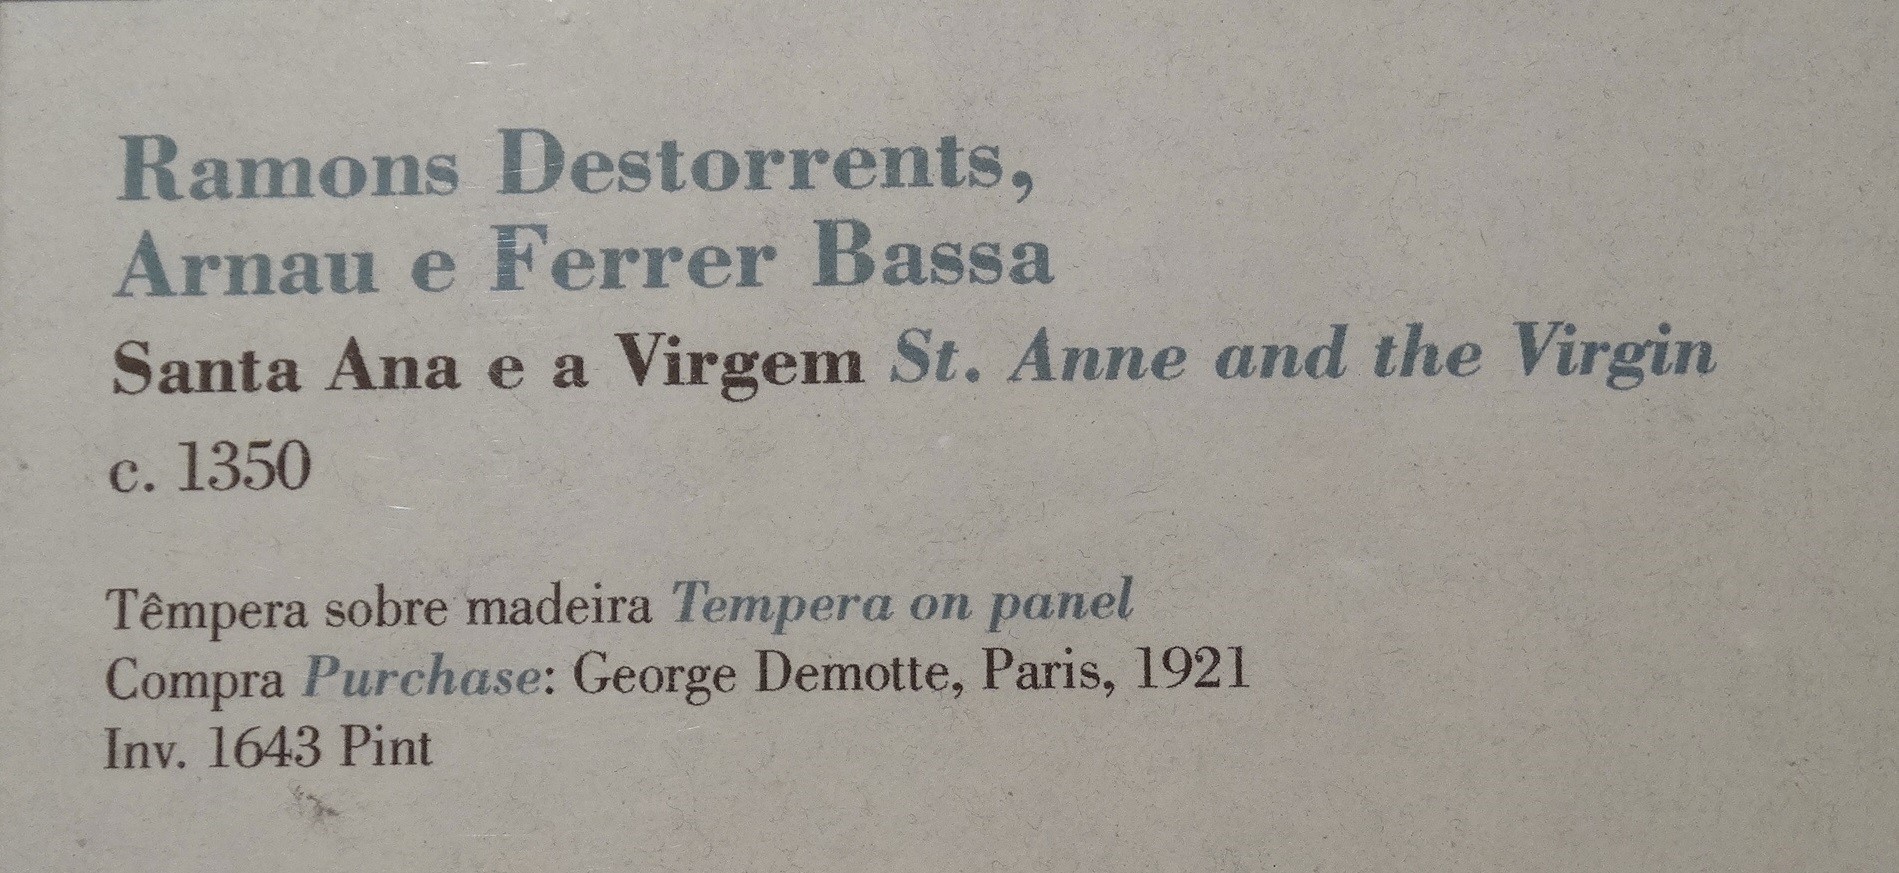 Ramons Destorrents,
Arnau e Ferrer Bassa
Santa Ana e a Virgem St. Anne and the Virgin
c. 1350
Têmpera sobre madeira Tempera on panel
Compra Purchase: George Demotte, Paris, 1921
Inv. 1643 Pint